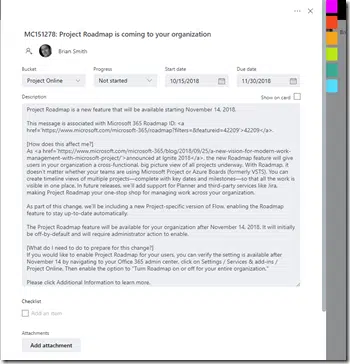 MC151278: Project Roadmap is coming to your organization
Brian Smith
Bucket
Progress
Start date
Due date
Project Online
Not started
10/15/2018
11/30/2018
Description
Show on card
Project Roadmap is a new feature that will be available starting November 14, 2018.
This message is associated with Microsoft 365 Roadmap ID: <a
href='https://www.microsoft.com/microsoft-365/roadmap?filters=&featureid=42209'>42209</a>.
[How does this affect me?]
As <a href='https://www.microsoft.com/microsoft-365/blog/2018/09/25/a-new-vision-for-modern-work-
management-with-microsoft-project/'>announced at Ignite 2018</a>, the new Roadmap feature will give
users in your organization a cross-functional, big picture view of all projects underway. With Roadmap, it
doesn't matter whether your teams are using Microsoft Project or Azure Boards (formerly VSTS). You can
create timeline views of multiple projects—complete with key dates and milestones—so that all the work is
visible in one place. In future releases, we'll add support for Planner and third-party services like Jira,
making Project Roadmap your one-stop shop for managing work across your organization.
As part of this change, we'll be including a new Project-specific version of Flow, enabling the Roadmap
feature to stay up-to-date automatically.
The Project Roadmap feature will be available for your organization after November 14, 2018. It will initially
be off-by-default and will require administrator action to enable.
[What do I need to do to prepare for this change?]
If you would like to enable Project Roadmap for your users, you can verify the setting is available after
November 14 by navigating to your Office 365 admin center, click on Settings / Services & add-ins /
Project Online. Then enable the option to "Turn Roadmap on or off for your entire organization."
Please click Additional Information to learn more.
Checklist
Add an item
Attachments
Add attachment